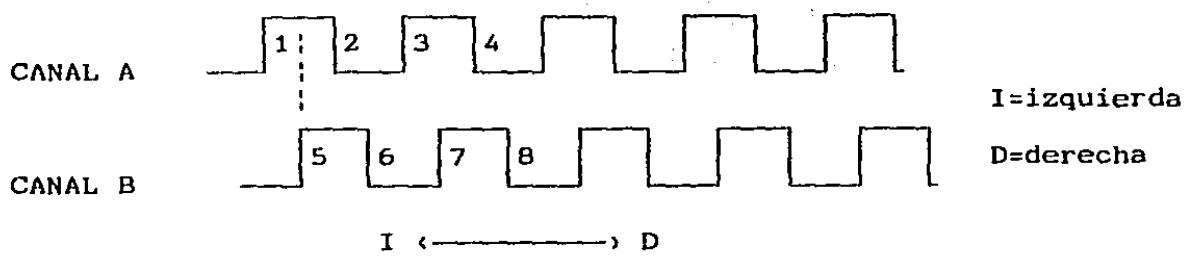 1 2 3 4
CANAL A
I=izquierda
5 6 7 8
D=derecha
CANAL B
I <--------> D